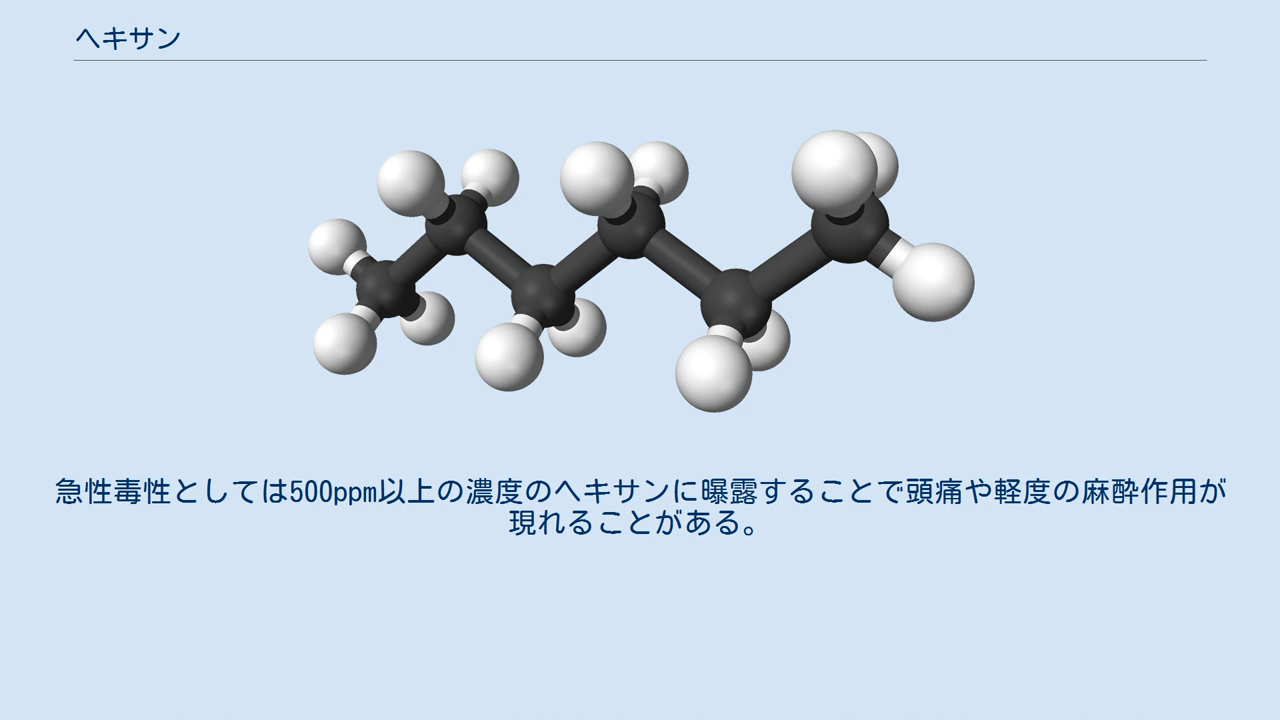 ヘキサン
急性毒性としては500ppm以上の濃度のヘキサンに曝露することで頭痛や軽度の麻酔作用が
現れることがある。